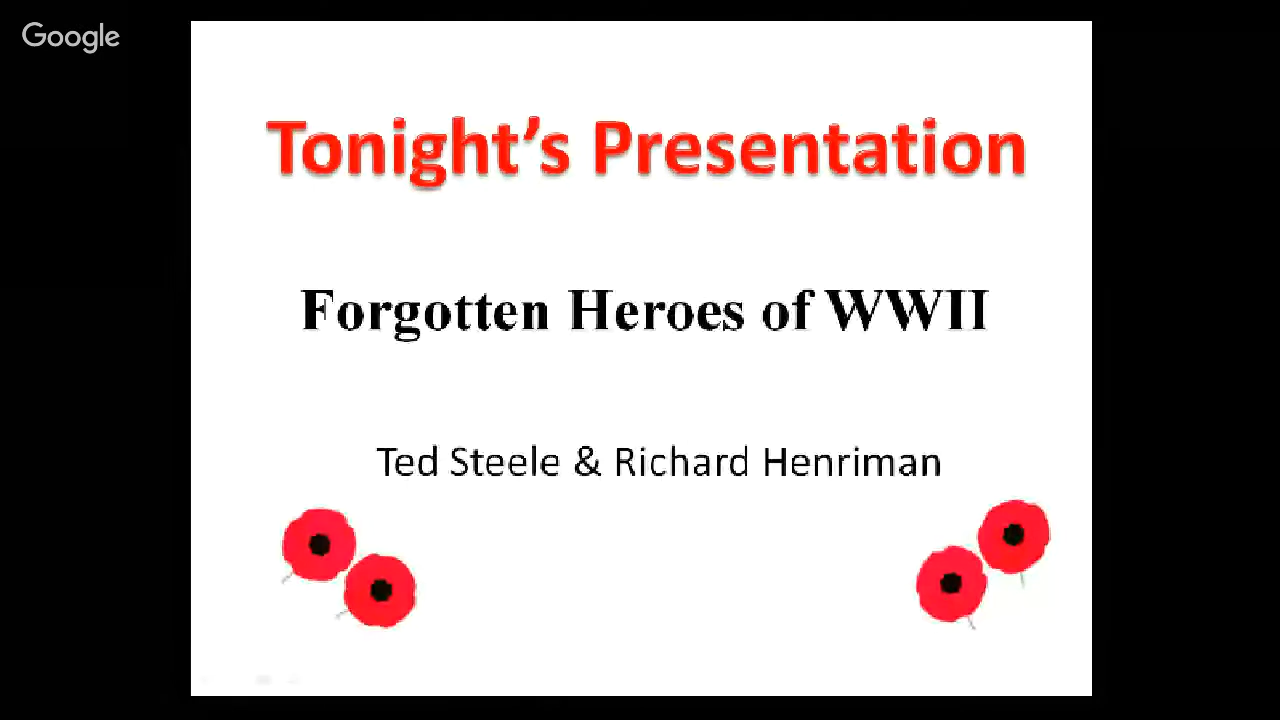 Google
Tonight’s Presentation
Forgotten Heroes of WWII
Ted Steele & Richard Henriman